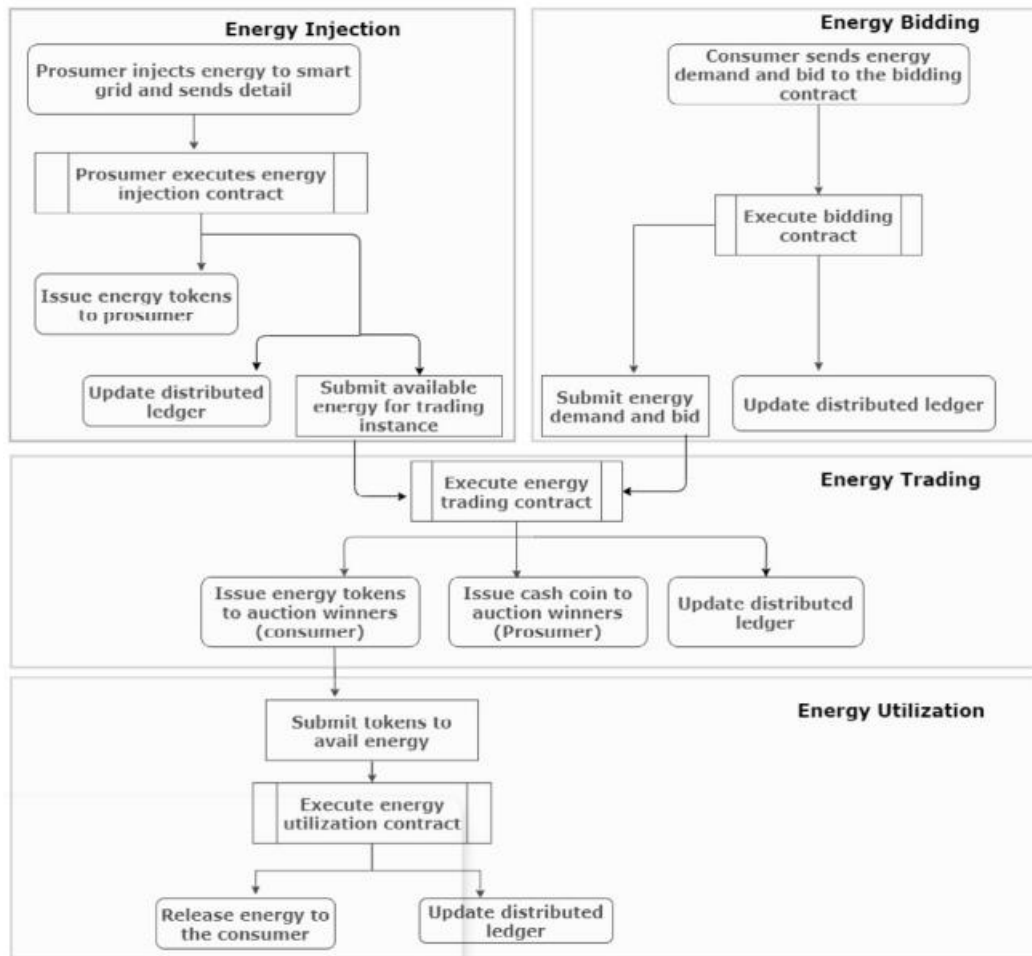 Energy Injection
Prosumer injects energy to smart
grid and sends detail
Prosumer executes energy
injection contract
Issue energy tokens
to prosumer
Update distributed
ledger
Submit available
energy for trading
instance
Energy Bidding
Consumer sends energy
demand and bid to the bidding
contract
Execute bidding
contract
Submit energy
demand and bid
Update distributed ledger
Energy Trading
Execute energy
trading contract
Issue energy tokens
to auction winners
(consumer)
Issue cash coin to
auction winners
(Prosumer)
Update distributed
ledger
Energy Utilization
Submit tokens to
avail energy
Execute energy
utilization contract
Release energy to
the consumer
Update distributed
ledger